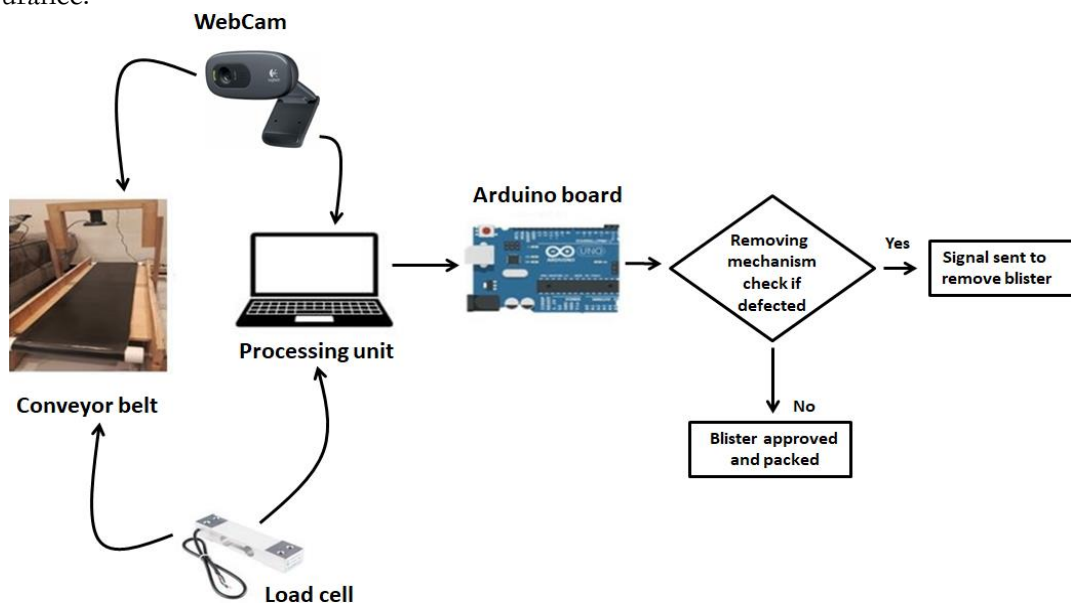 WebCam
Arduino board
Removing
mechanism
check if
defected
Yes
Signal sent to
remove blister
Processing unit
Conveyor belt
No
Blister approved
and packed
Load cell